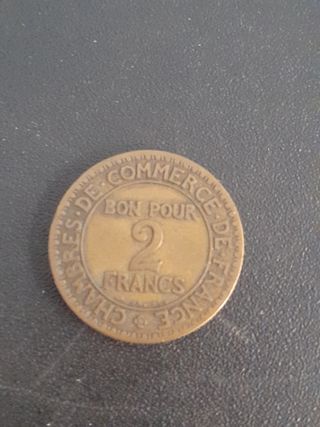 CHAMBRES·DE·COMMERCE·DE·FRANCE
BON POUR
2
FRANCS